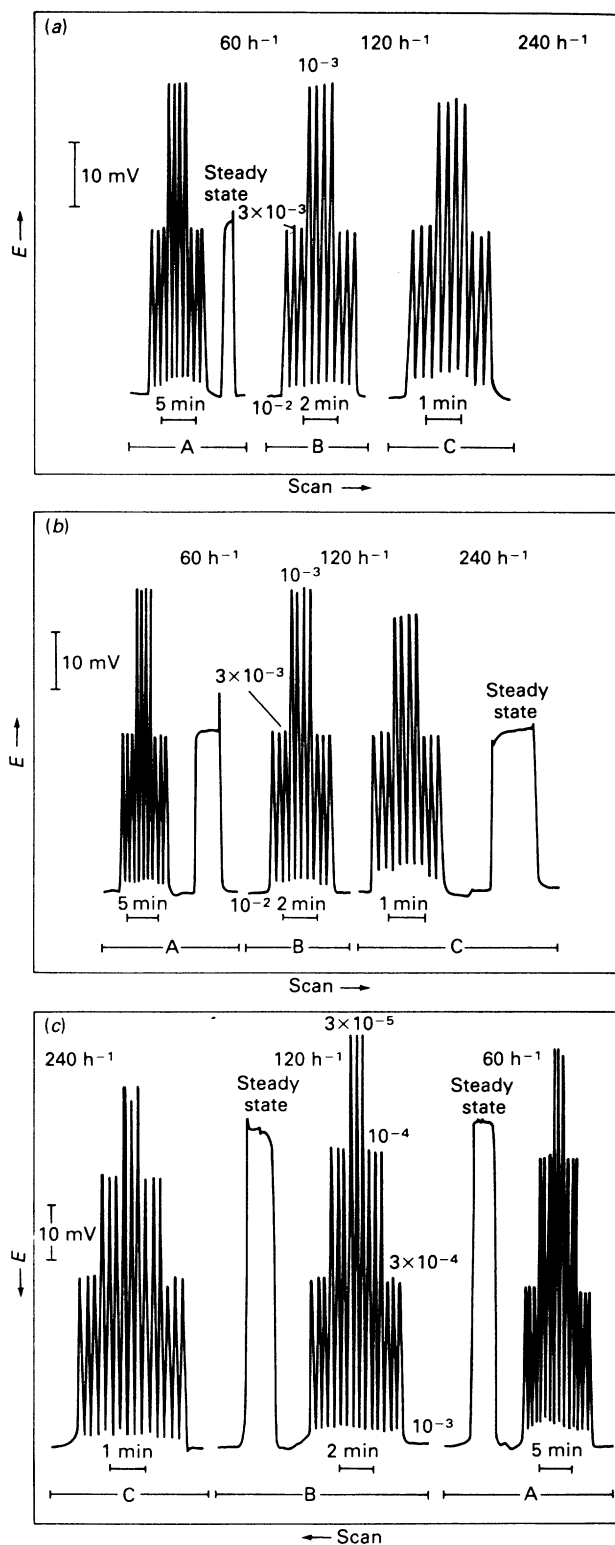 (a)
60 h⁻¹ 120 h⁻¹ 240 h⁻¹
10⁻³
10 mV
Steady
state
3×10⁻³
E →
5 min 10⁻² 2 min 1 min
A B C
Scan →
(b)
60 h⁻¹ 10⁻³ 120 h⁻¹ 240 h⁻¹
10 mV
3×10⁻³
Steady
state
E →
5 min 10⁻² 2 min 1 min
A B C
Scan →
(c)
3×10⁻⁵
240 h⁻¹ 120 h⁻¹ 60 h⁻¹
Steady
state
Steady
state
10⁻⁴
10 mV
3×10⁻⁴
← E
10⁻³
1 min 2 min 5 min
C B A
← Scan